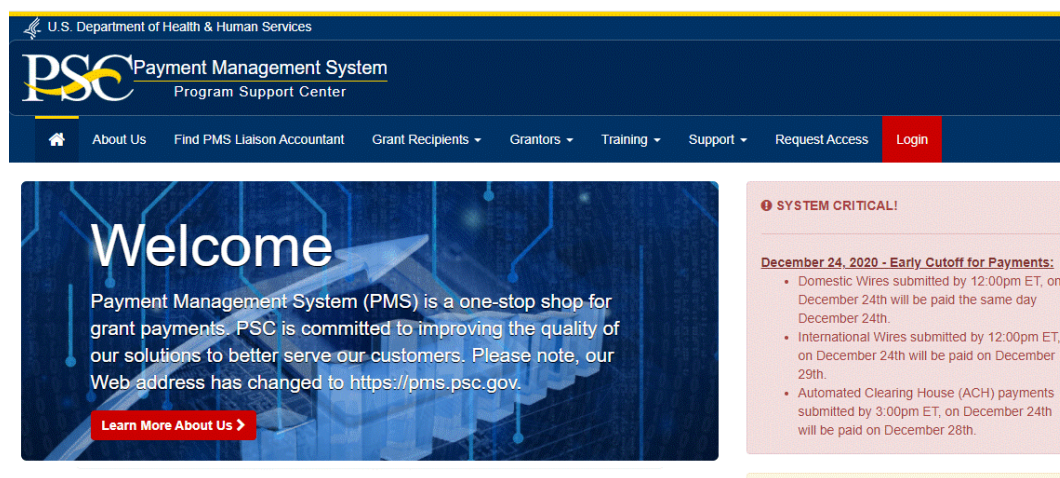 U.S. Department of Health & Human Services
PSC Payment Management System
Program Support Center
About Us Find PMS Liaison Accountant Grant Recipients Grantors Training Support Request Access Login
Welcome
Payment Management System (PMS) is a one-stop shop for
grant payments. PSC is committed to improving the quality of
our solutions to better serve our customers. Please note, our
Web address has changed to https://pms.psc.gov.
Learn More About Us
SYSTEM CRITICAL!
December 24, 2020 - Early Cutoff for Payments:
• Domestic Wires submitted by 12:00pm ET, on
December 24th will be paid the same day
December 24th.
• International Wires submitted by 12:00pm ET,
on December 24th will be paid on December
29th.
• Automated Clearing House (ACH) payments
submitted by 3:00pm ET, on December 24th
will be paid on December 28th.